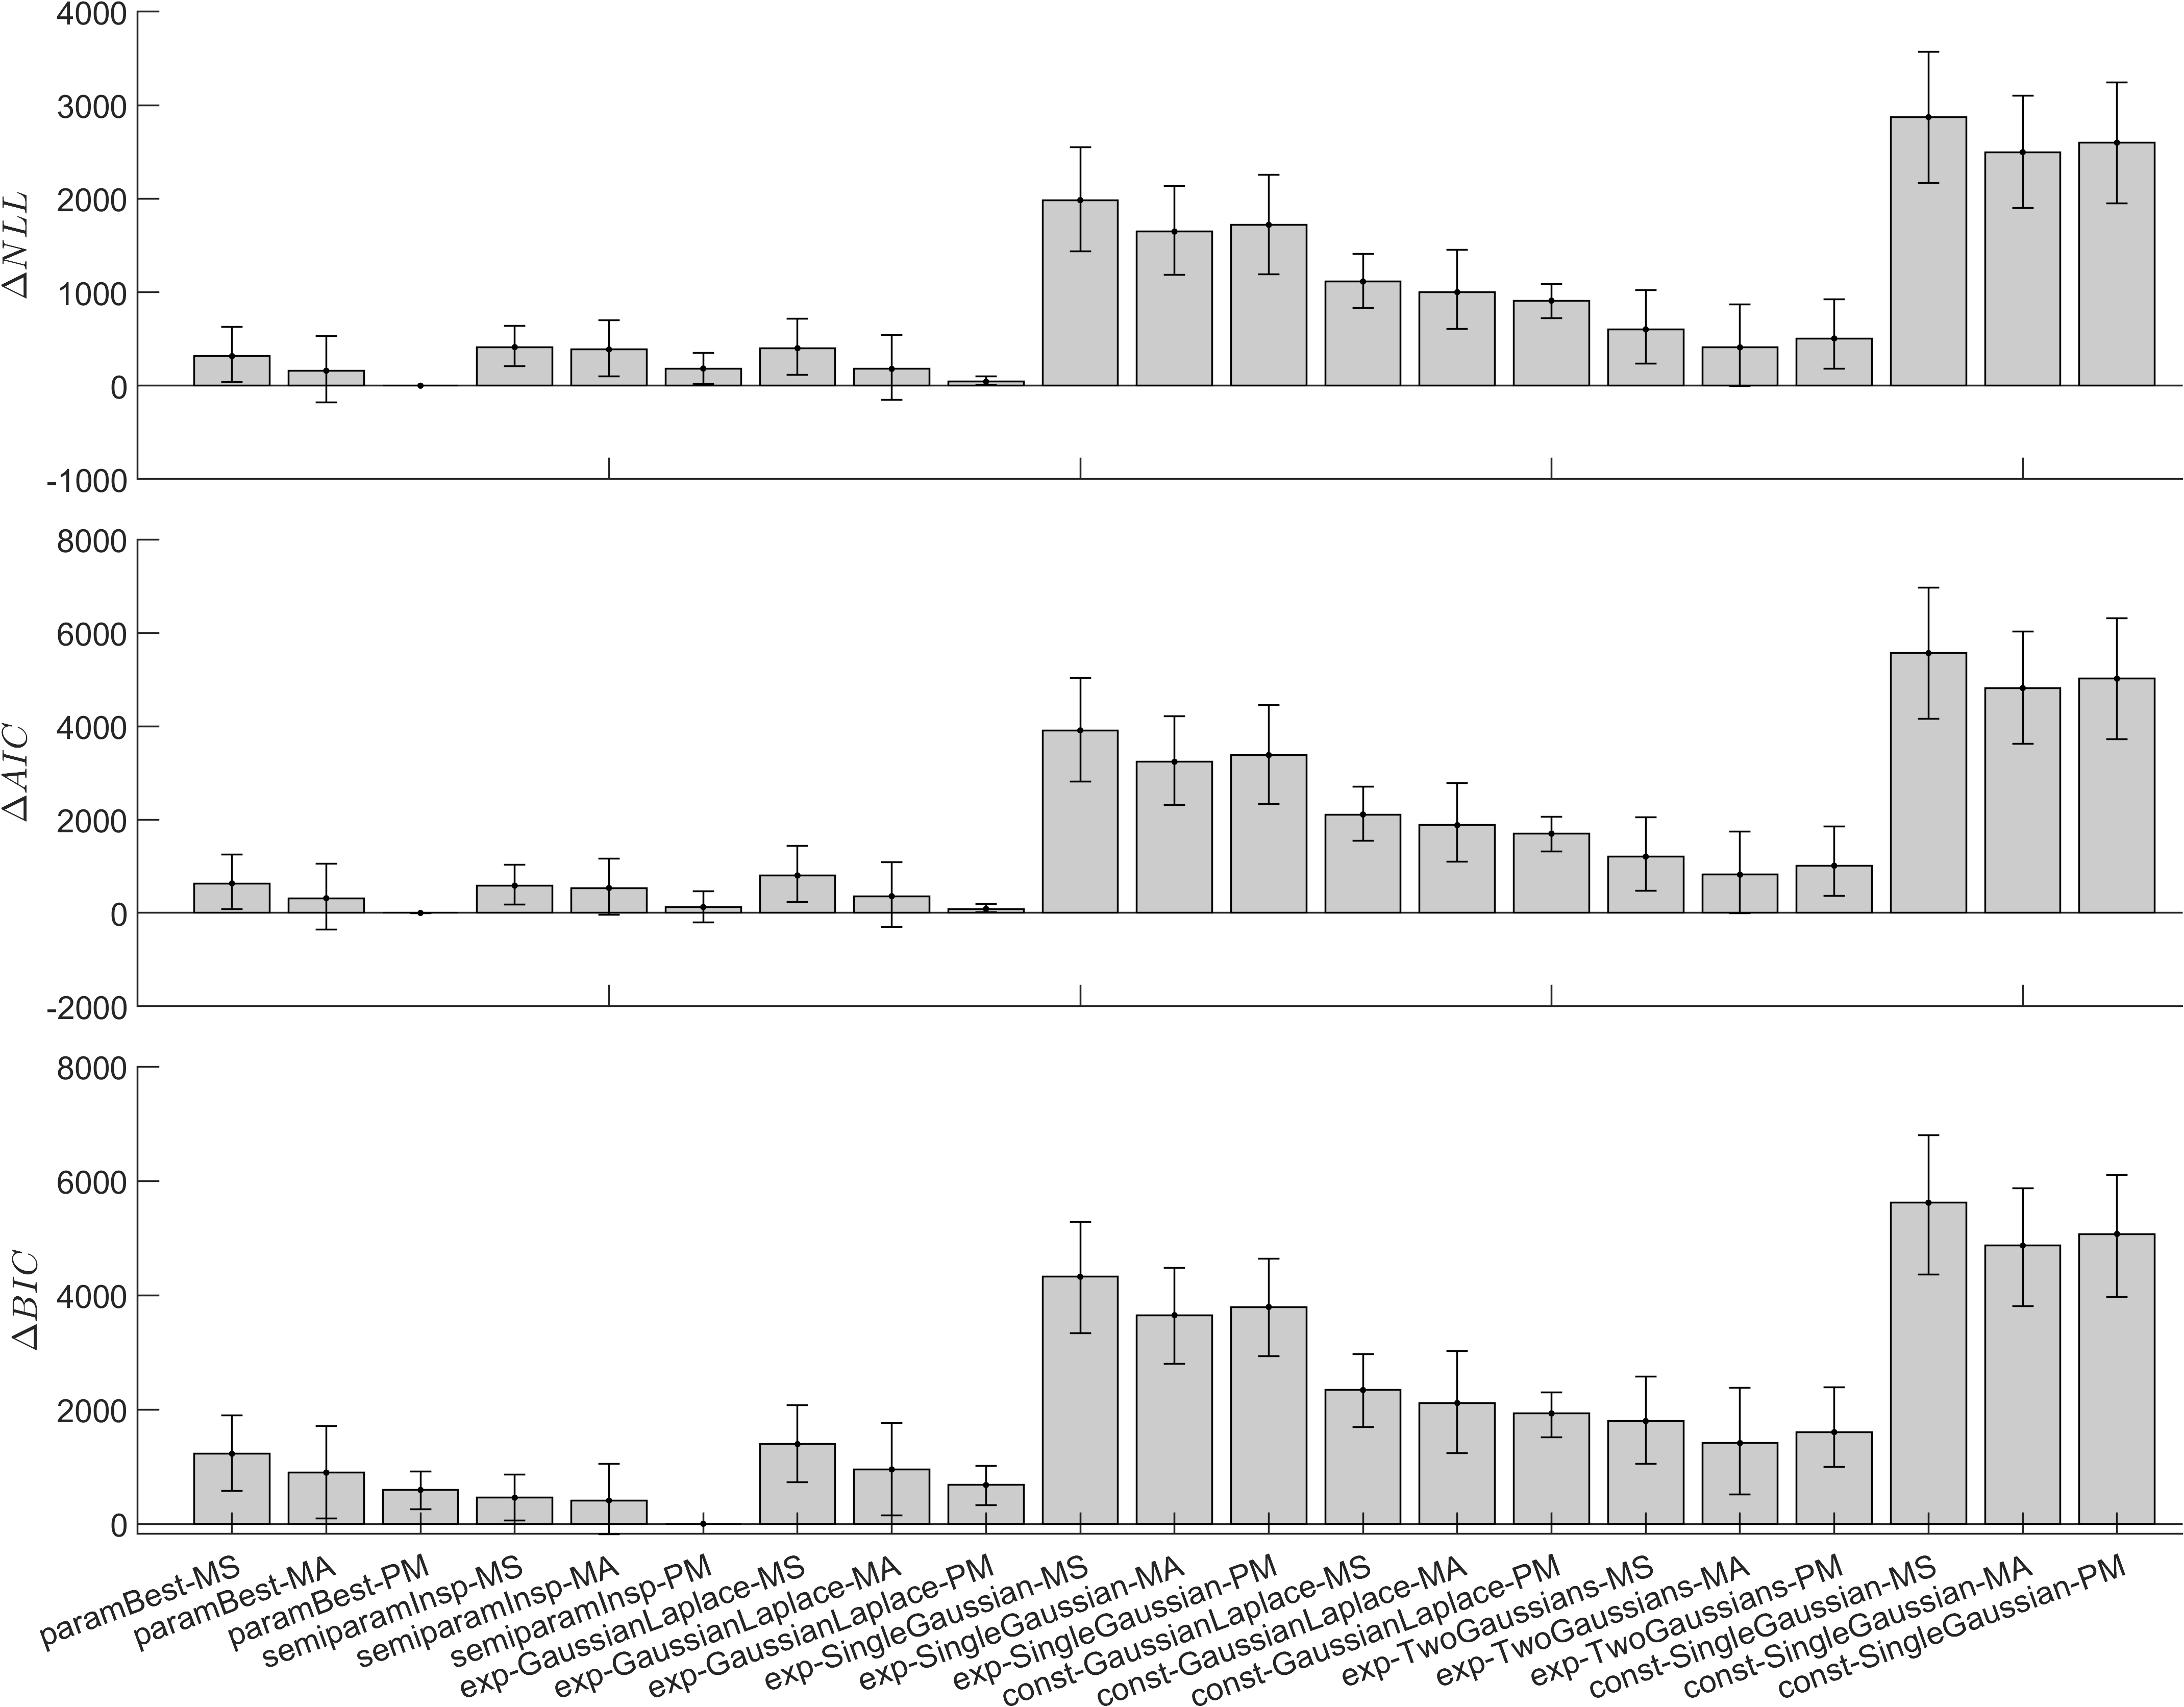 4000
3000
2000
1000
0
-1000
ΔNLL
8000
6000
4000
2000
0
-2000
ΔAIC
8000
6000
4000
2000
0
ΔBIC
paramBest-MS
paramBest-MA
paramBest-PM
semiparamInsp-MS
semiparamInsp-MA
semiparamInsp-PM
exp-GaussianLaplace-MS
exp-GaussianLaplace-MA
exp-GaussianLaplace-PM
exp-SingleGaussian-MS
exp-SingleGaussian-MA
exp-SingleGaussian-PM
const-GaussianLaplace-MS
const-GaussianLaplace-MA
const-GaussianLaplace-PM
exp-TwoGaussians-MS
exp-TwoGaussians-MA
exp-TwoGaussians-PM
const-SingleGaussian-MS
const-SingleGaussian-MA
const-SingleGaussian-PM